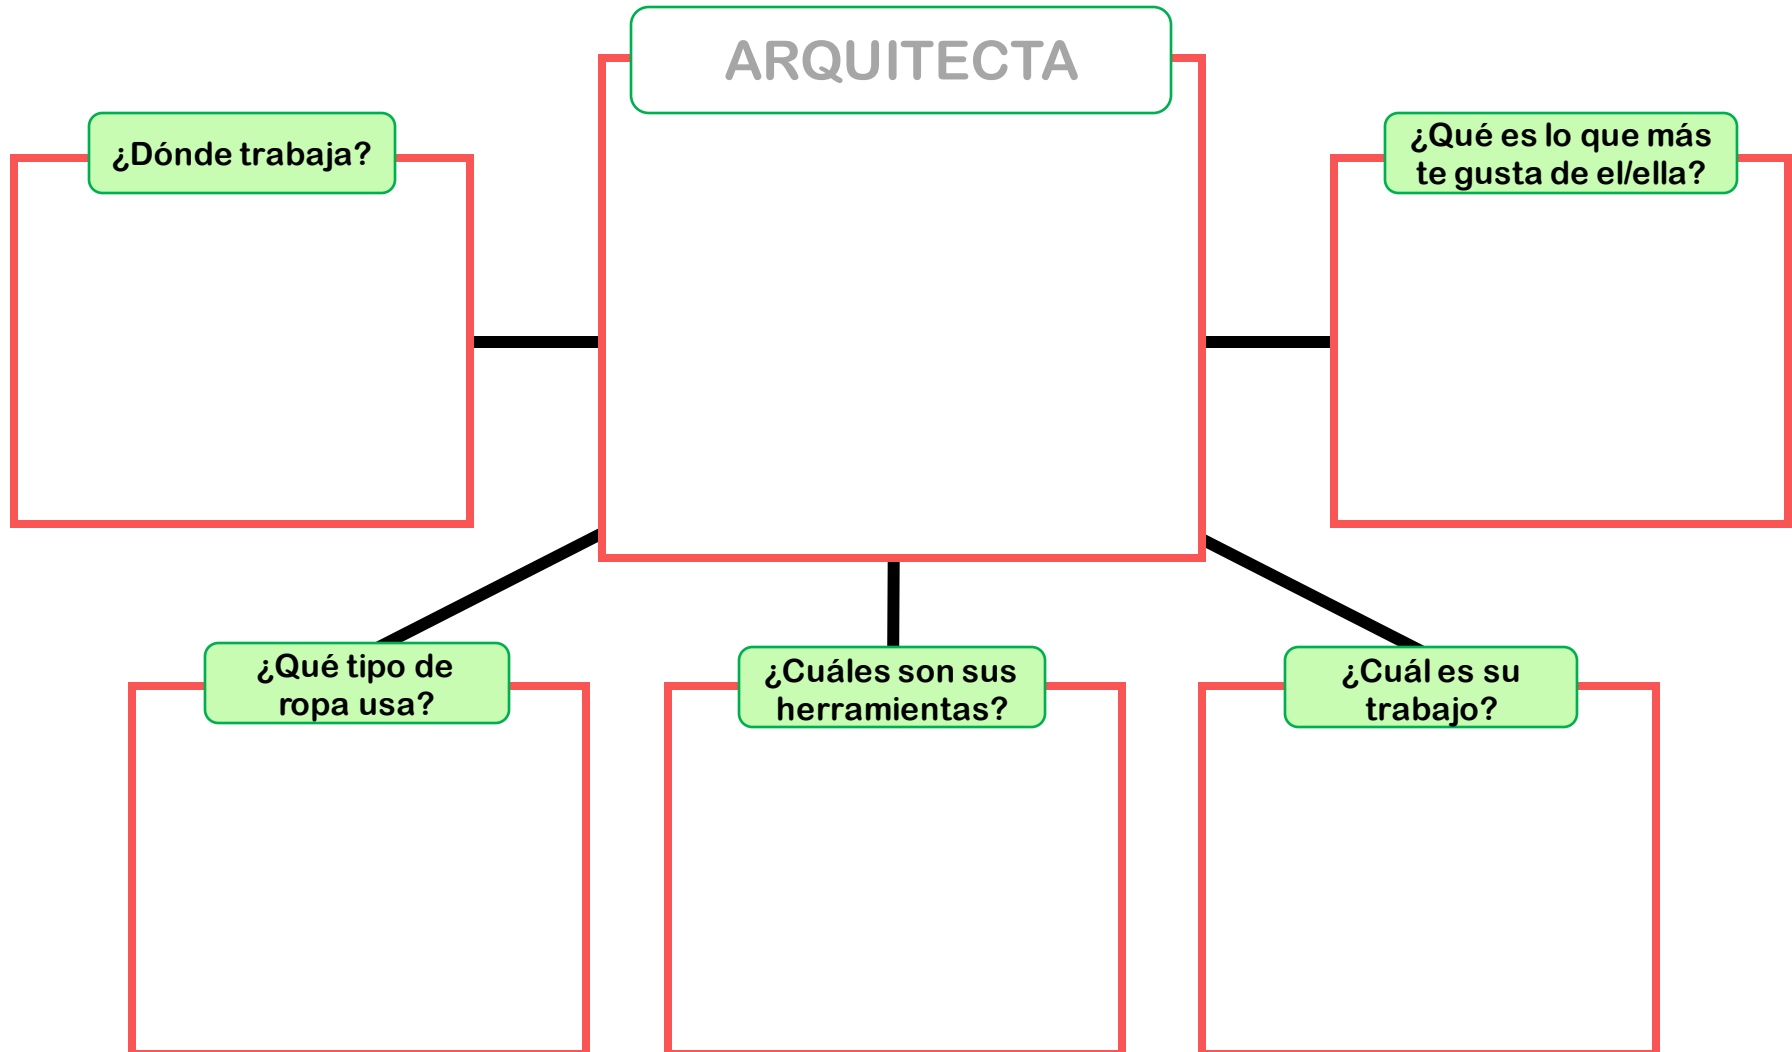 ARQUITECTA
¿Dónde trabaja?
¿Qué es lo que más
te gusta de el/ella?
¿Qué tipo de
ropa usa?
¿Cuáles son sus
herramientas?
¿Cuál es su
trabajo?